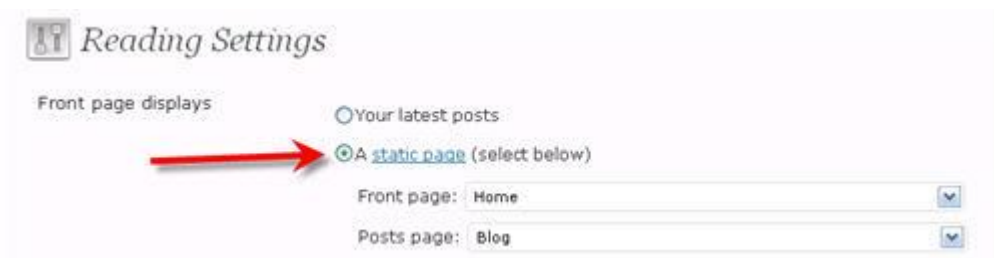 Reading Settings
Front page displays
Your latest posts
A static page (select below)
Front page: Home
Posts page: Blog